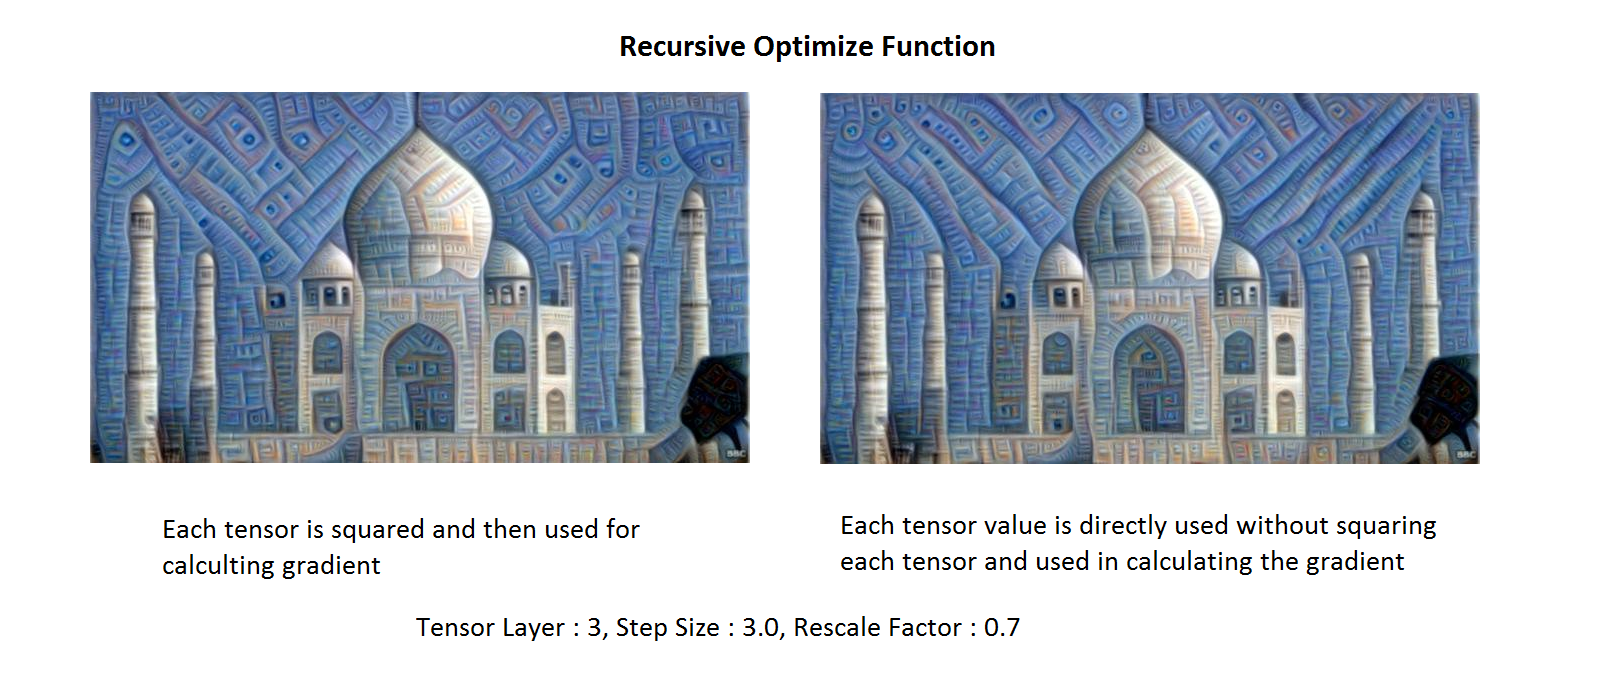 Recursive Optimize Function
BBC
BBC
Each tensor is squared and then used for
calculting gradient
Each tensor value is directly used without squaring
each tensor and used in calculating the gradient
Tensor Layer : 3, Step Size : 3.0, Rescale Factor : 0.7